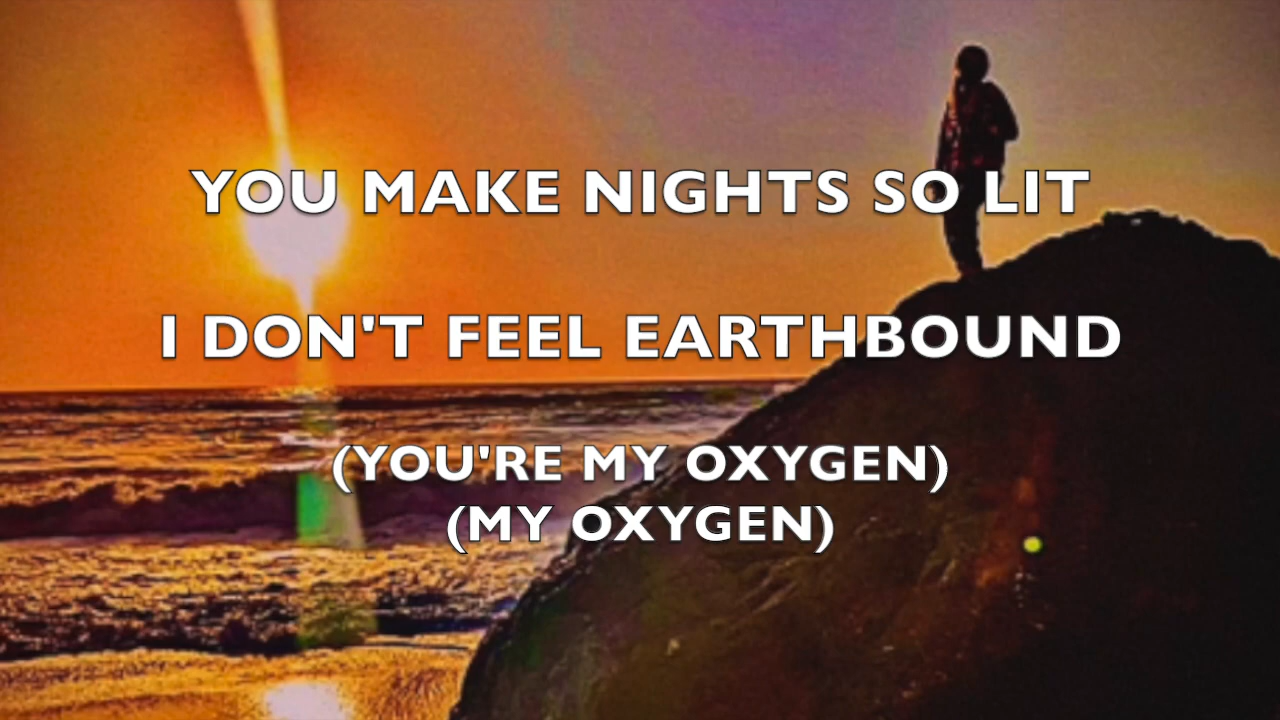 YOU MAKE NIGHTS SO LIT
I DON'T FEEL EARTHBOUND
(YOU'RE MY OXYGEN)
(MY OXYGEN)